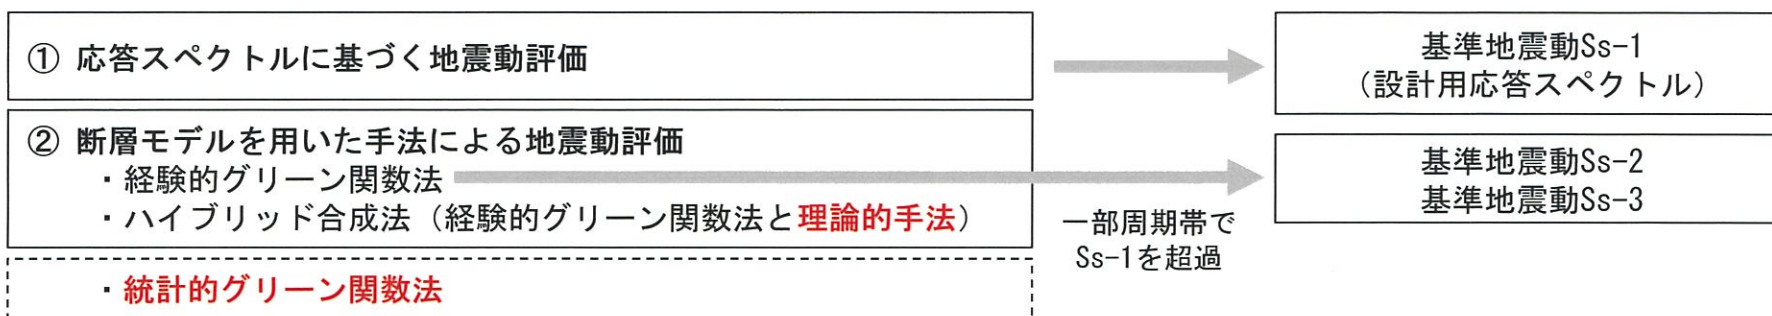 ① 応答スペクトルに基づく地震動評価
基準地震動Ss-1
(設計用応答スペクトル)
② 断層モデルを用いた手法による地震動評価
・経験的グリーン関数法
・ハイブリッド合成法(経験的グリーン関数法と理論的手法)
基準地震動Ss-2
基準地震動Ss-3
一部周期帯で
Ss-1を超過
・統計的グリーン関数法